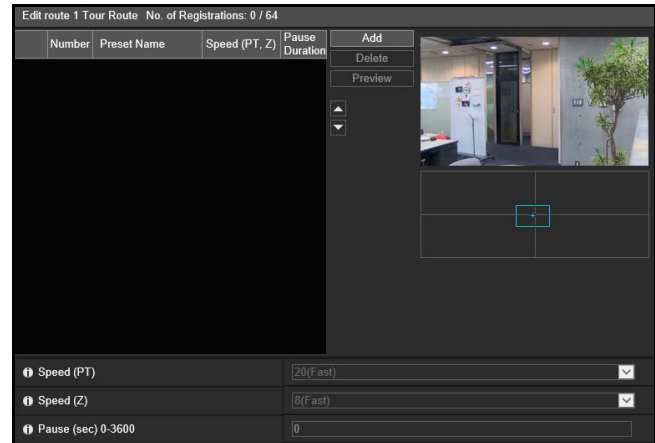 Edit route 1 Tour Route No. of Registrations: 0 / 64
Number Preset Name Speed (PT, Z) Pause Duration
Add
Delete
Preview
Speed (PT) 20(Fast)
Speed (Z) 8(Fast)
Pause (sec) 0-3600 0